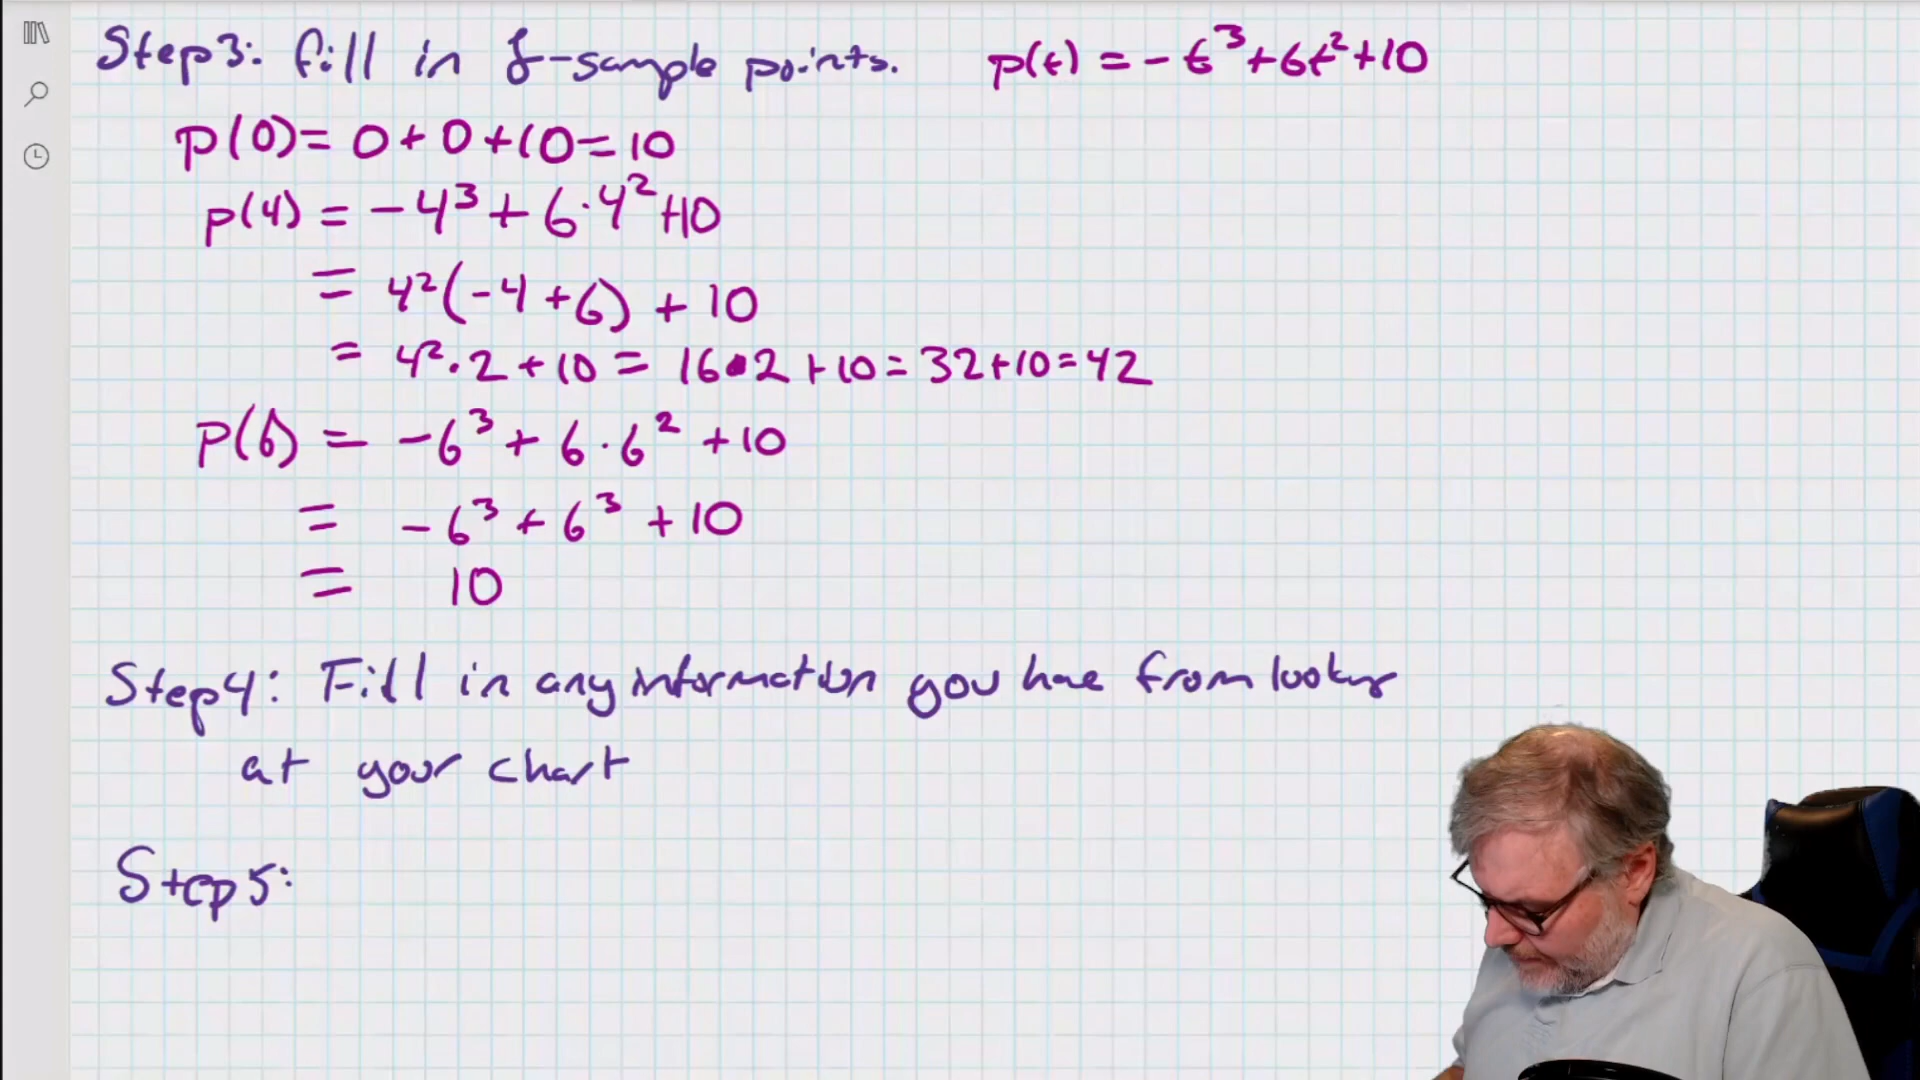 Step3: fill in f-sample points. p(t) = -t³+6t²+10
p(0)= 0+0+10=10
p(4) = -4³+6·4²+10
= 4²(-4+6)+10
= 4²·2+10 = 16·2+10=32+10=42
p(6) = -6³+6·6²+10
= -6³+6³+10
= 10
Step4: Fill in any information you have from
at your chart
Step5: